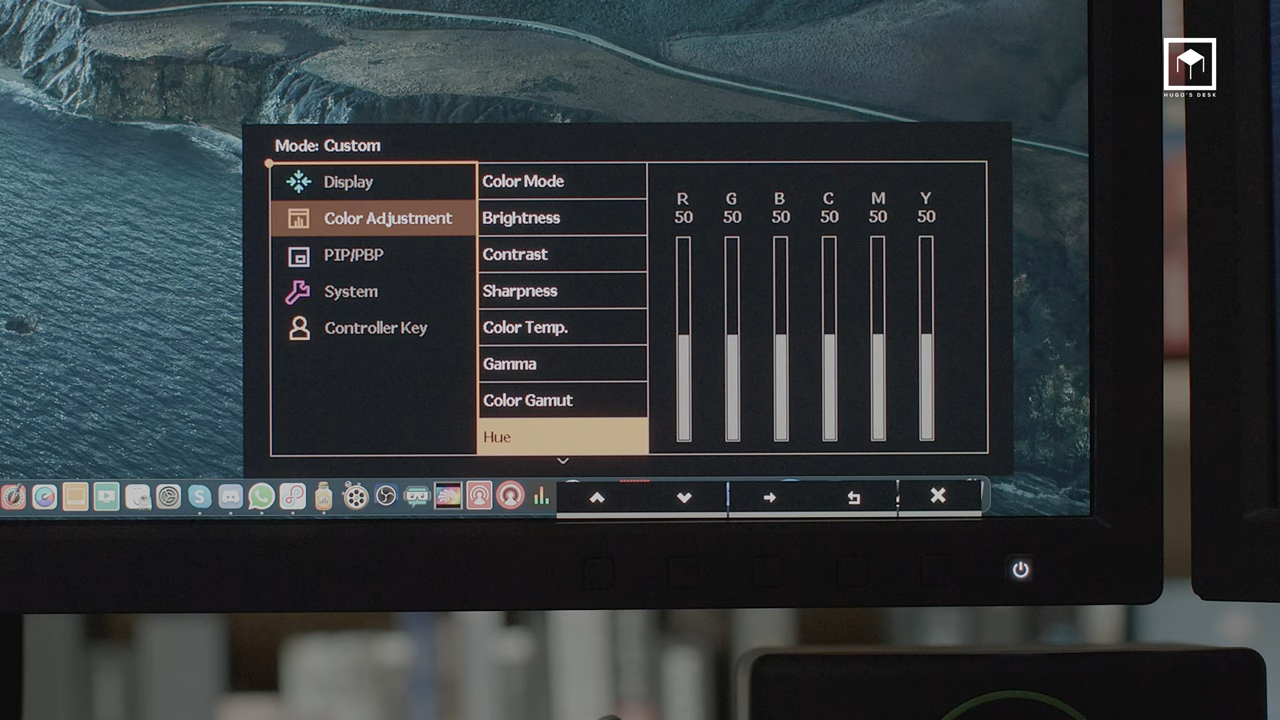 HUGO'S DESK
Mode: Custom
Display
Color Adjustment
PIP/PBP
System
Controller Key
Color Mode
Brightness
Contrast
Sharpness
Color Temp.
Gamma
Color Gamut
Hue
R G B C M Y
50 50 50 50 50 50